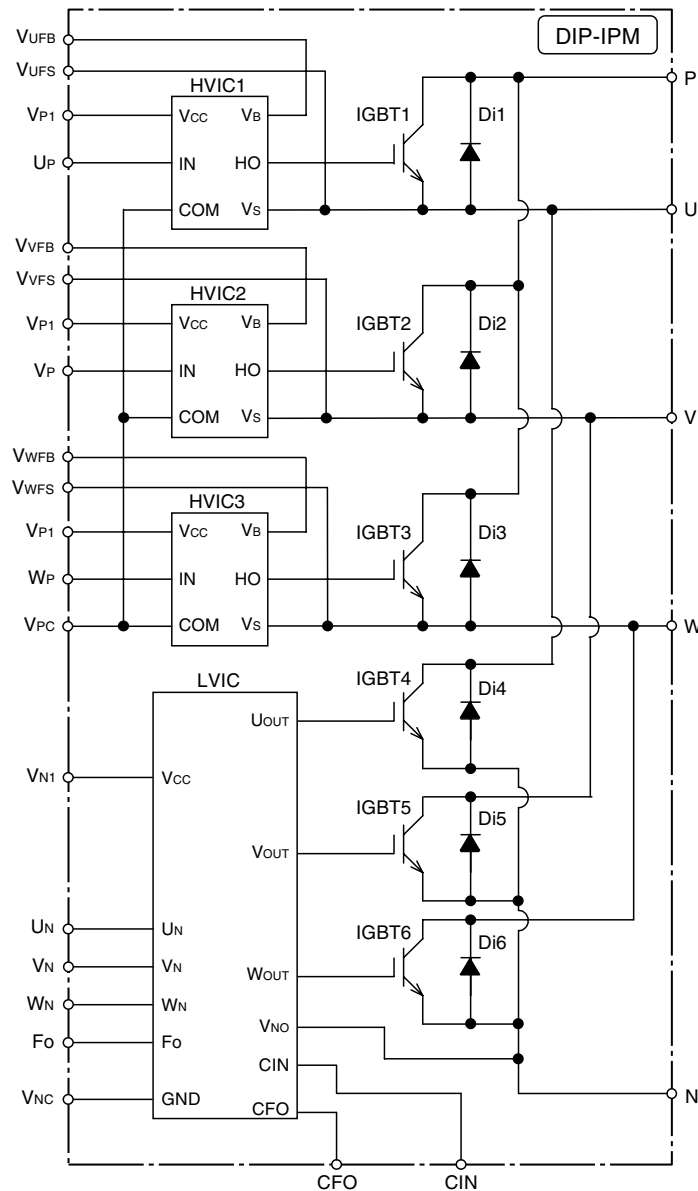 DIP-IPM
VUFB
VUFS
HVIC1
VP1
VCC
VB
IGBT1
Di1
P
UP
IN
HO
COM
VS
U
VVFB
VVFS
HVIC2
VP1
VCC
VB
IGBT2
Di2
VP
IN
HO
COM
VS
V
VWFB
VWFS
HVIC3
VP1
VCC
VB
IGBT3
Di3
WP
IN
HO
VPC
COM
VS
W
LVIC
IGBT4
Di4
UOUT
VN1
VCC
IGBT5
Di5
VOUT
UN
UN
IGBT6
Di6
VN
VN
WOUT
WN
WN
VNO
Fo
Fo
CIN
VNC
GND
CFO
N
CFO
CIN